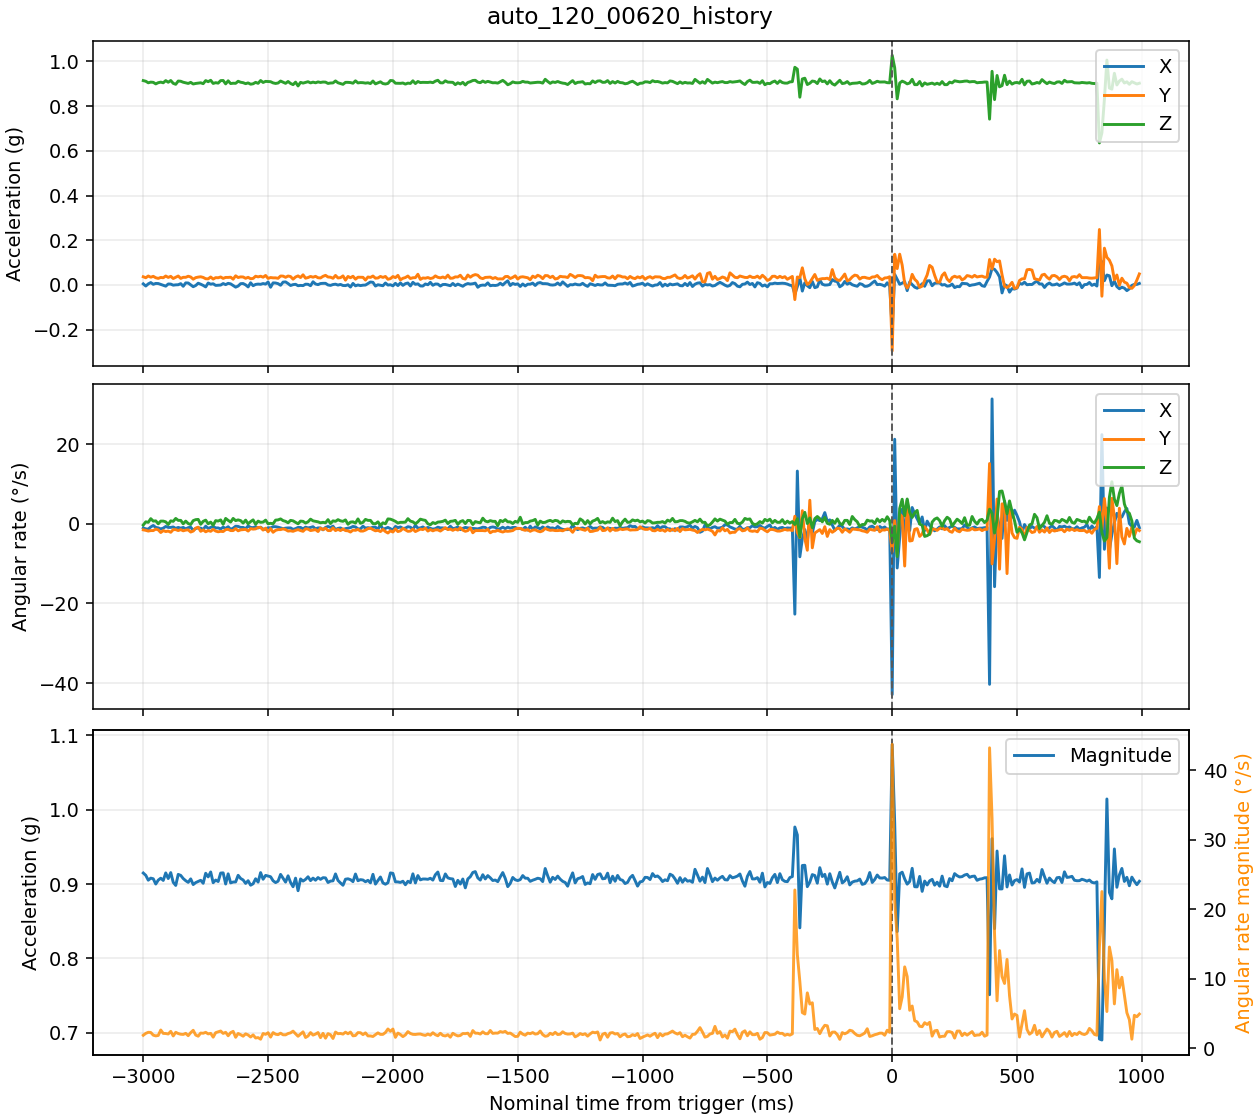 auto_120_00620_history
1.0
0.8
0.6
0.4
0.2
0.0
−0.2
Acceleration (g)
X
Y
Z
20
0
−20
−40
Angular rate (°/s)
X
Y
Z
1.1
1.0
0.9
0.8
0.7
Acceleration (g)
Magnitude
40
30
20
10
0
Angular rate magnitude (°/s)
−3000 −2500 −2000 −1500 −1000 −500 0 500 1000
Nominal time from trigger (ms)